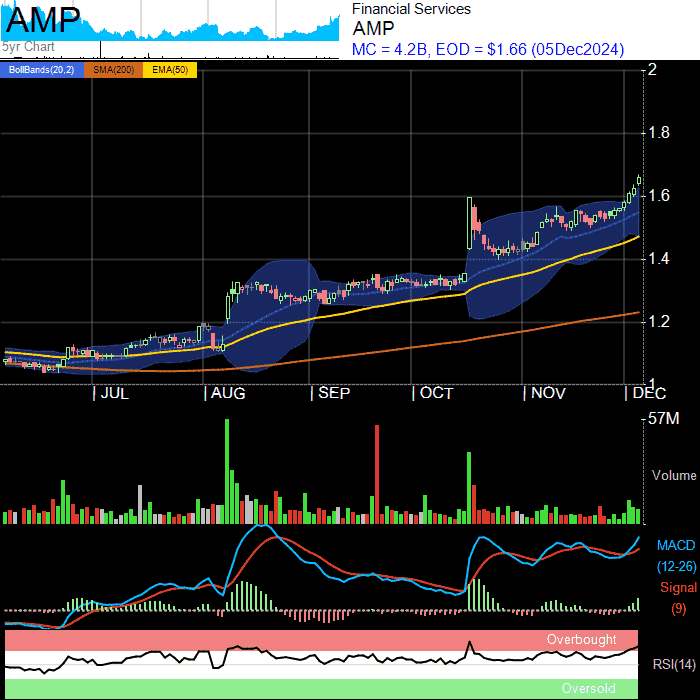 AMP
5yr Chart
Financial Services
AMP
MC = 4.2B, EOD = $1.66 (05Dec2024)
BollBands(20,2) SMA(200) EMA(50)
2
1.8
1.6
1.4
1.2
1
JUL AUG SEP OCT NOV DEC
57M
Volume
MACD
(12-26)
Signal
(9)
Overbought
RSI(14)
Oversold